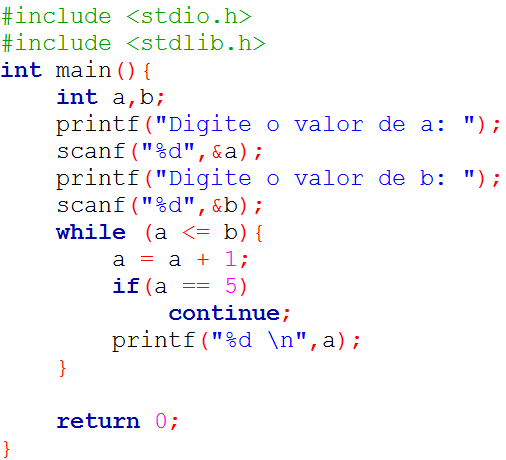 #include <stdio.h>
#include <stdlib.h>
int main(){
    int a,b;
    printf("Digite o valor de a: ");
    scanf("%d",&a);
    printf("Digite o valor de b: ");
    scanf("%d",&b);
    while (a <= b){
        a = a + 1;
        if(a == 5)
            continue;
        printf("%d \n",a);
    }

    return 0;
}